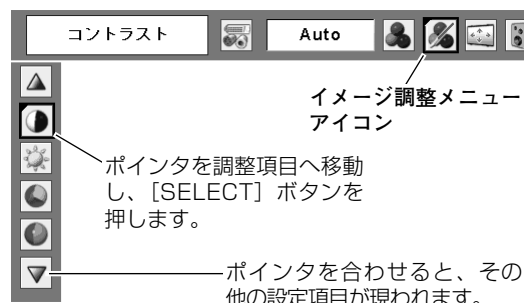 コントラスト
Auto
イメージ調整メニュー
アイコン
ポインタを調整項目へ移動
し、［SELECT］ボタンを
押します。
ポインタを合わせると、その
他の設定項目が現われます。